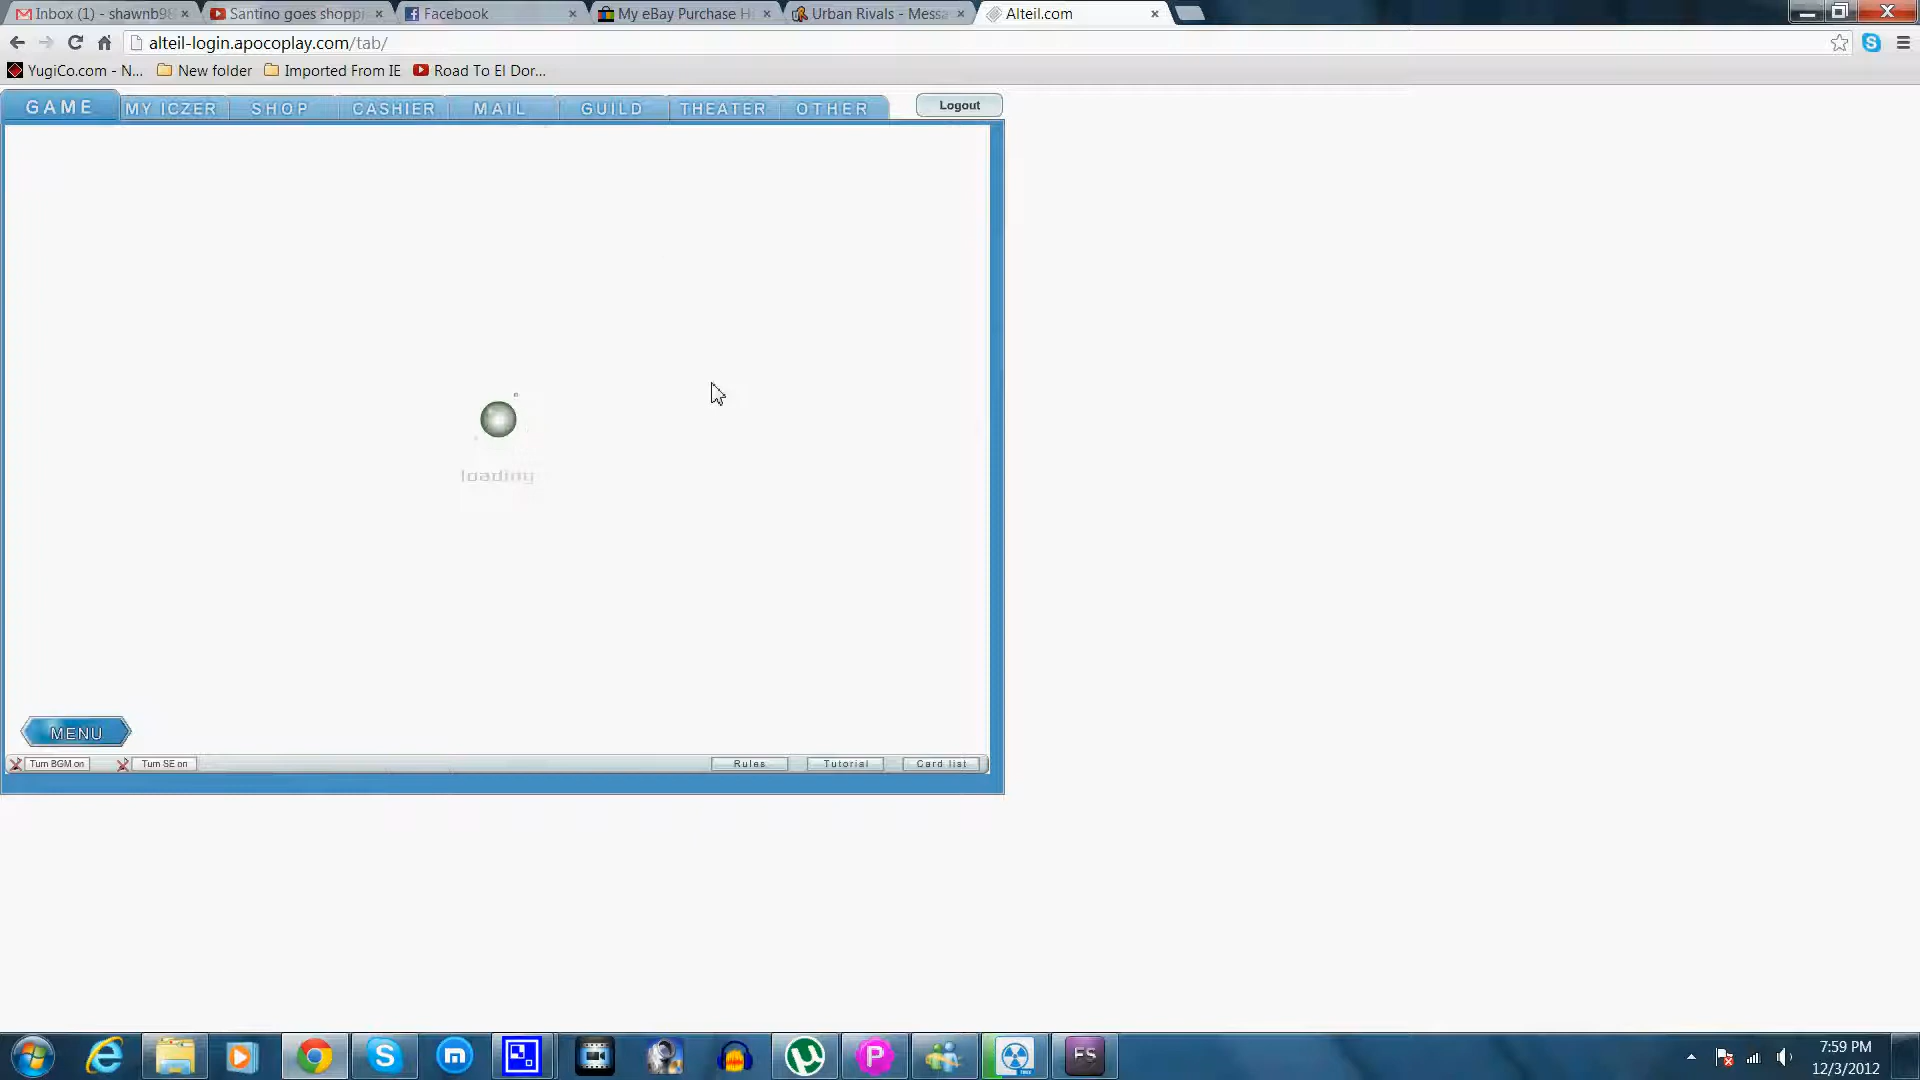 Inbox (1) - shawnb98
Santino goes shoppi
Facebook
My eBay Purchase Hi
Urban Rivals - Messa
Alteil.com
alteil-login.apocoplay.com/tab/
YugiCo.com - N...
New folder
Imported From IE
Road To El Dor...
GAME
MY ICZER
SHOP
CASHIER
MAIL
GUILD
THEATER
OTHER
Logout
loading
MENU
Turn BGM on
Turn SE on
Rules
Tutorial
Card list
7:59 PM
12/3/2012